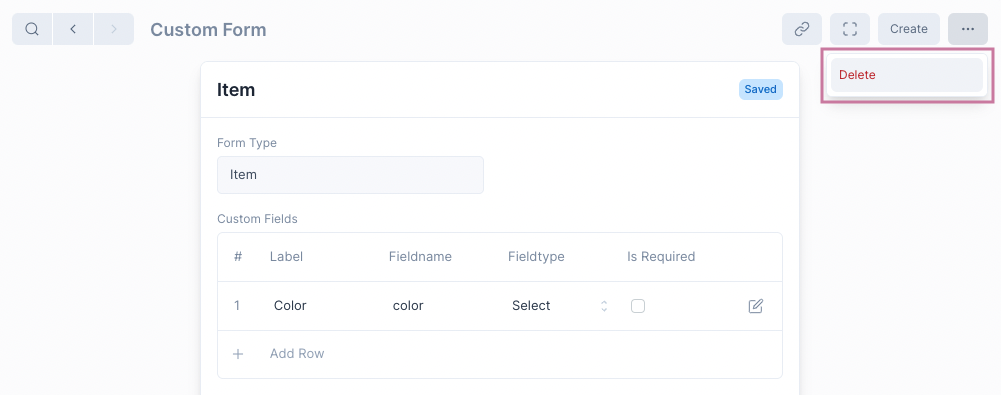 Custom Form
Create
Delete
Item
Saved
Form Type
Item
Custom Fields
# Label Fieldname Fieldtype Is Required
1 Color color Select
Add Row